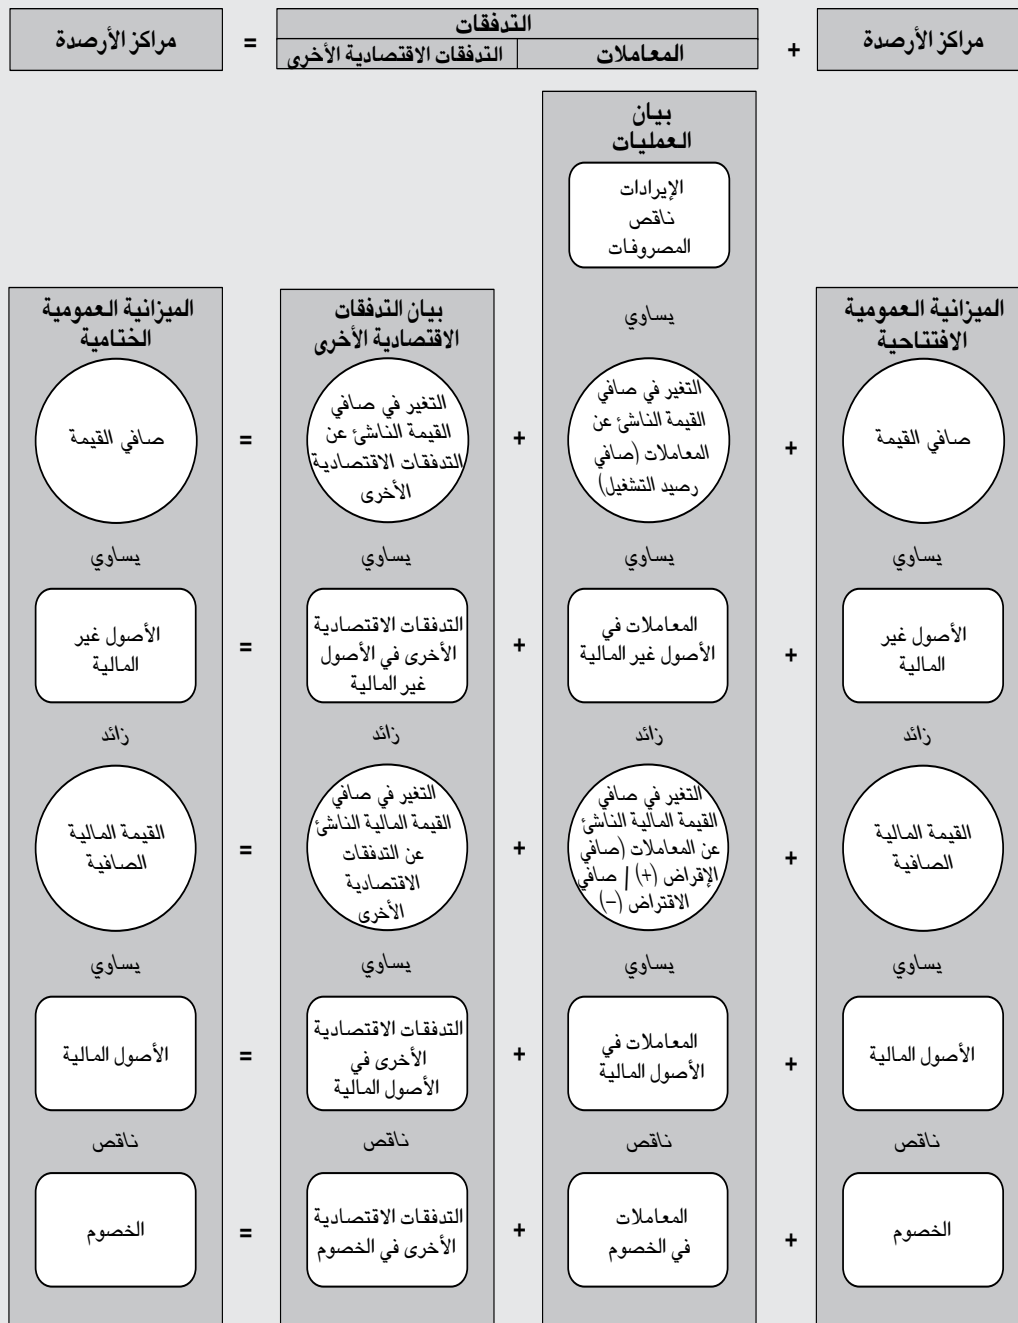 مراكز الأرصدة
+
التدفقات
المعاملات
التدفقات الاقتصادية الأخرى
=
مراكز الأرصدة
بيان
العمليات
الإيرادات
ناقص
المصروفات
يساوي
الميزانية العمومية
الافتتاحية
بيان التدفقات
الاقتصادية الأخرى
الميزانية العمومية
الختامية
صافي القيمة
+
التغير في صافي
القيمة الناشئ عن
المعاملات (صافي
رصيد التشغيل)
+
التغير في صافي
القيمة الناشئ عن
التدفقات الاقتصادية
الأخرى
=
صافي القيمة
يساوي
يساوي
يساوي
يساوي
الأصول غير
المالية
+
المعاملات في
الأصول غير المالية
+
التدفقات الاقتصادية
الأخرى في الأصول
غير المالية
=
الأصول غير
المالية
زائد
زائد
زائد
زائد
القيمة المالية
الصافية
+
التغير في صافي
القيمة المالية الناشئ
عن المعاملات (صافي
الإقراض (+) | صافي
الاقتراض (–)
+
التغير في صافي
القيمة المالية الناشئ
عن التدفقات
الاقتصادية
الأخرى
=
القيمة المالية
الصافية
يساوي
يساوي
يساوي
يساوي
الأصول المالية
+
المعاملات في
الأصول المالية
+
التدفقات الاقتصادية
الأخرى في
الأصول المالية
=
الأصول المالية
ناقص
ناقص
ناقص
ناقص
الخصوم
+
المعاملات
في الخصوم
+
التدفقات الاقتصادية
الأخرى في الخصوم
=
الخصوم